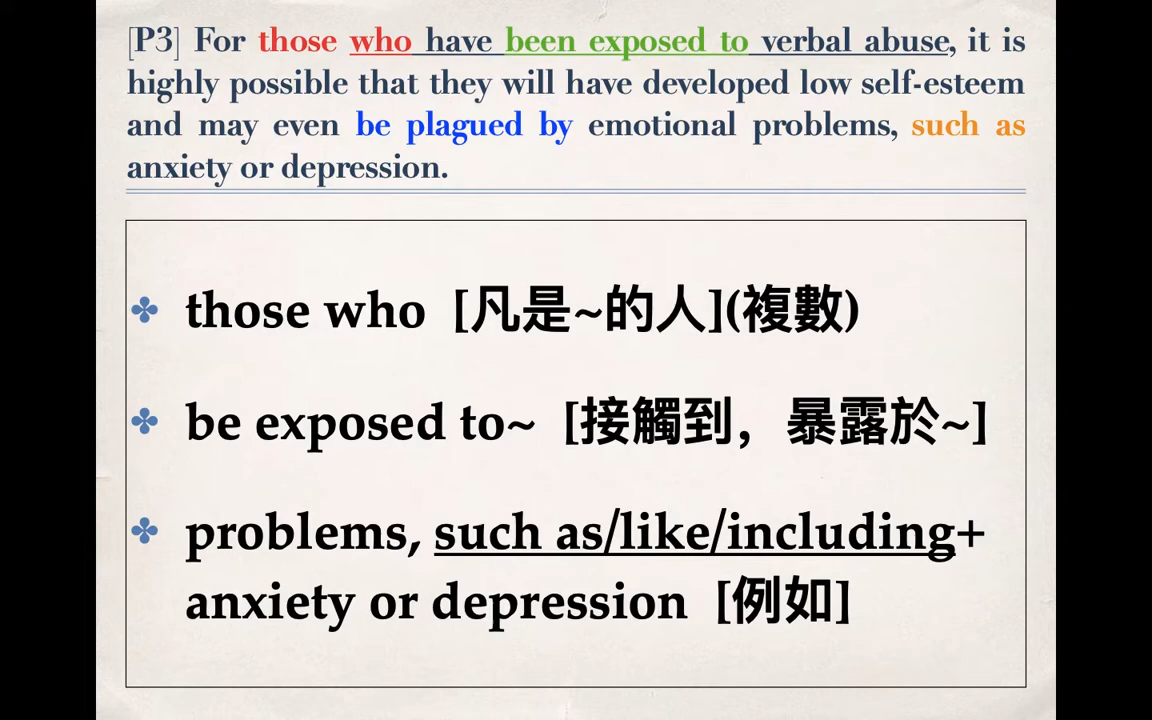 [P3] For those who have been exposed to verbal abuse, it is
highly possible that they will have developed low self-esteem
and may even be plagued by emotional problems, such as
anxiety or depression.
those who [凡是~的人](複數)
be exposed to~ [接觸到，暴露於~]
problems, such as/like/including+
anxiety or depression [例如]